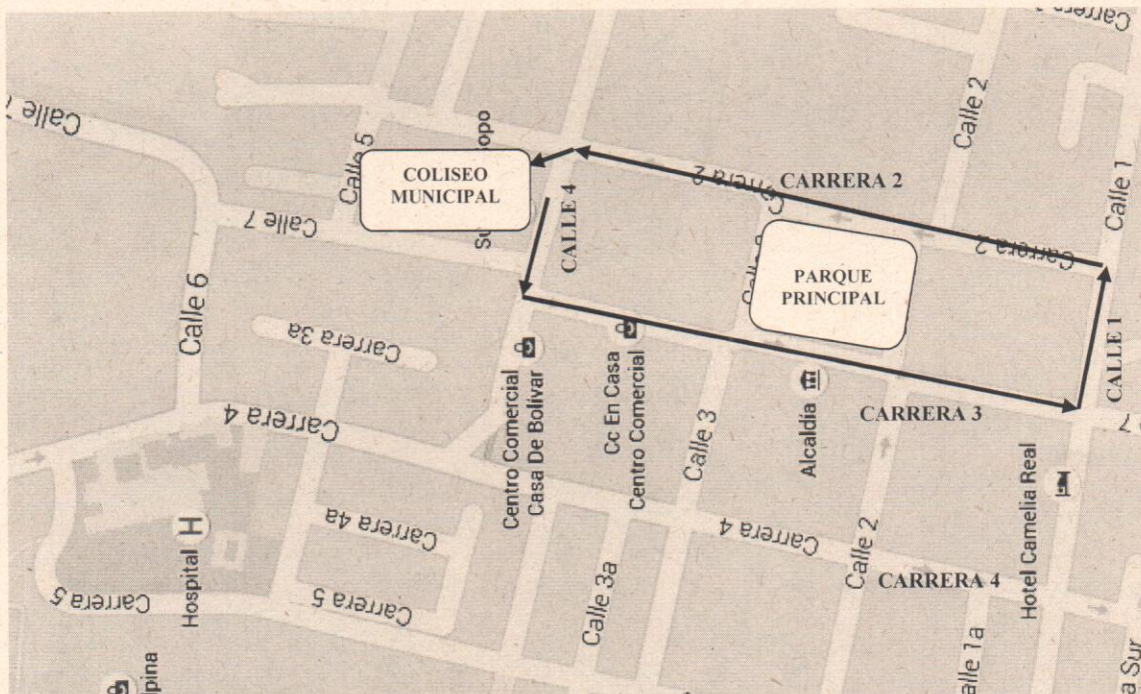 Carrera 1
Calle 7
Calle 5
Calle 2
COLISEO
MUNICIPAL
CARRERA 2
Carrera 2
Calle 1
Calle 7
CALLE 4
Carrera 2
PARQUE
PRINCIPAL
Calle 6
Carrera 3a
CALLE 1
Centro Comercial
Casa De Bolivar
Cc En Casa
Centro Comercial
CARRERA 3
Carrera 4
Calle 3
Alcaldía
Hotel Camelia Real
Hospital H
Carrera 4a
Carrera 4
Calle 2
CARRERA 4
Carrera 5
Carrera 5
Calle 3a